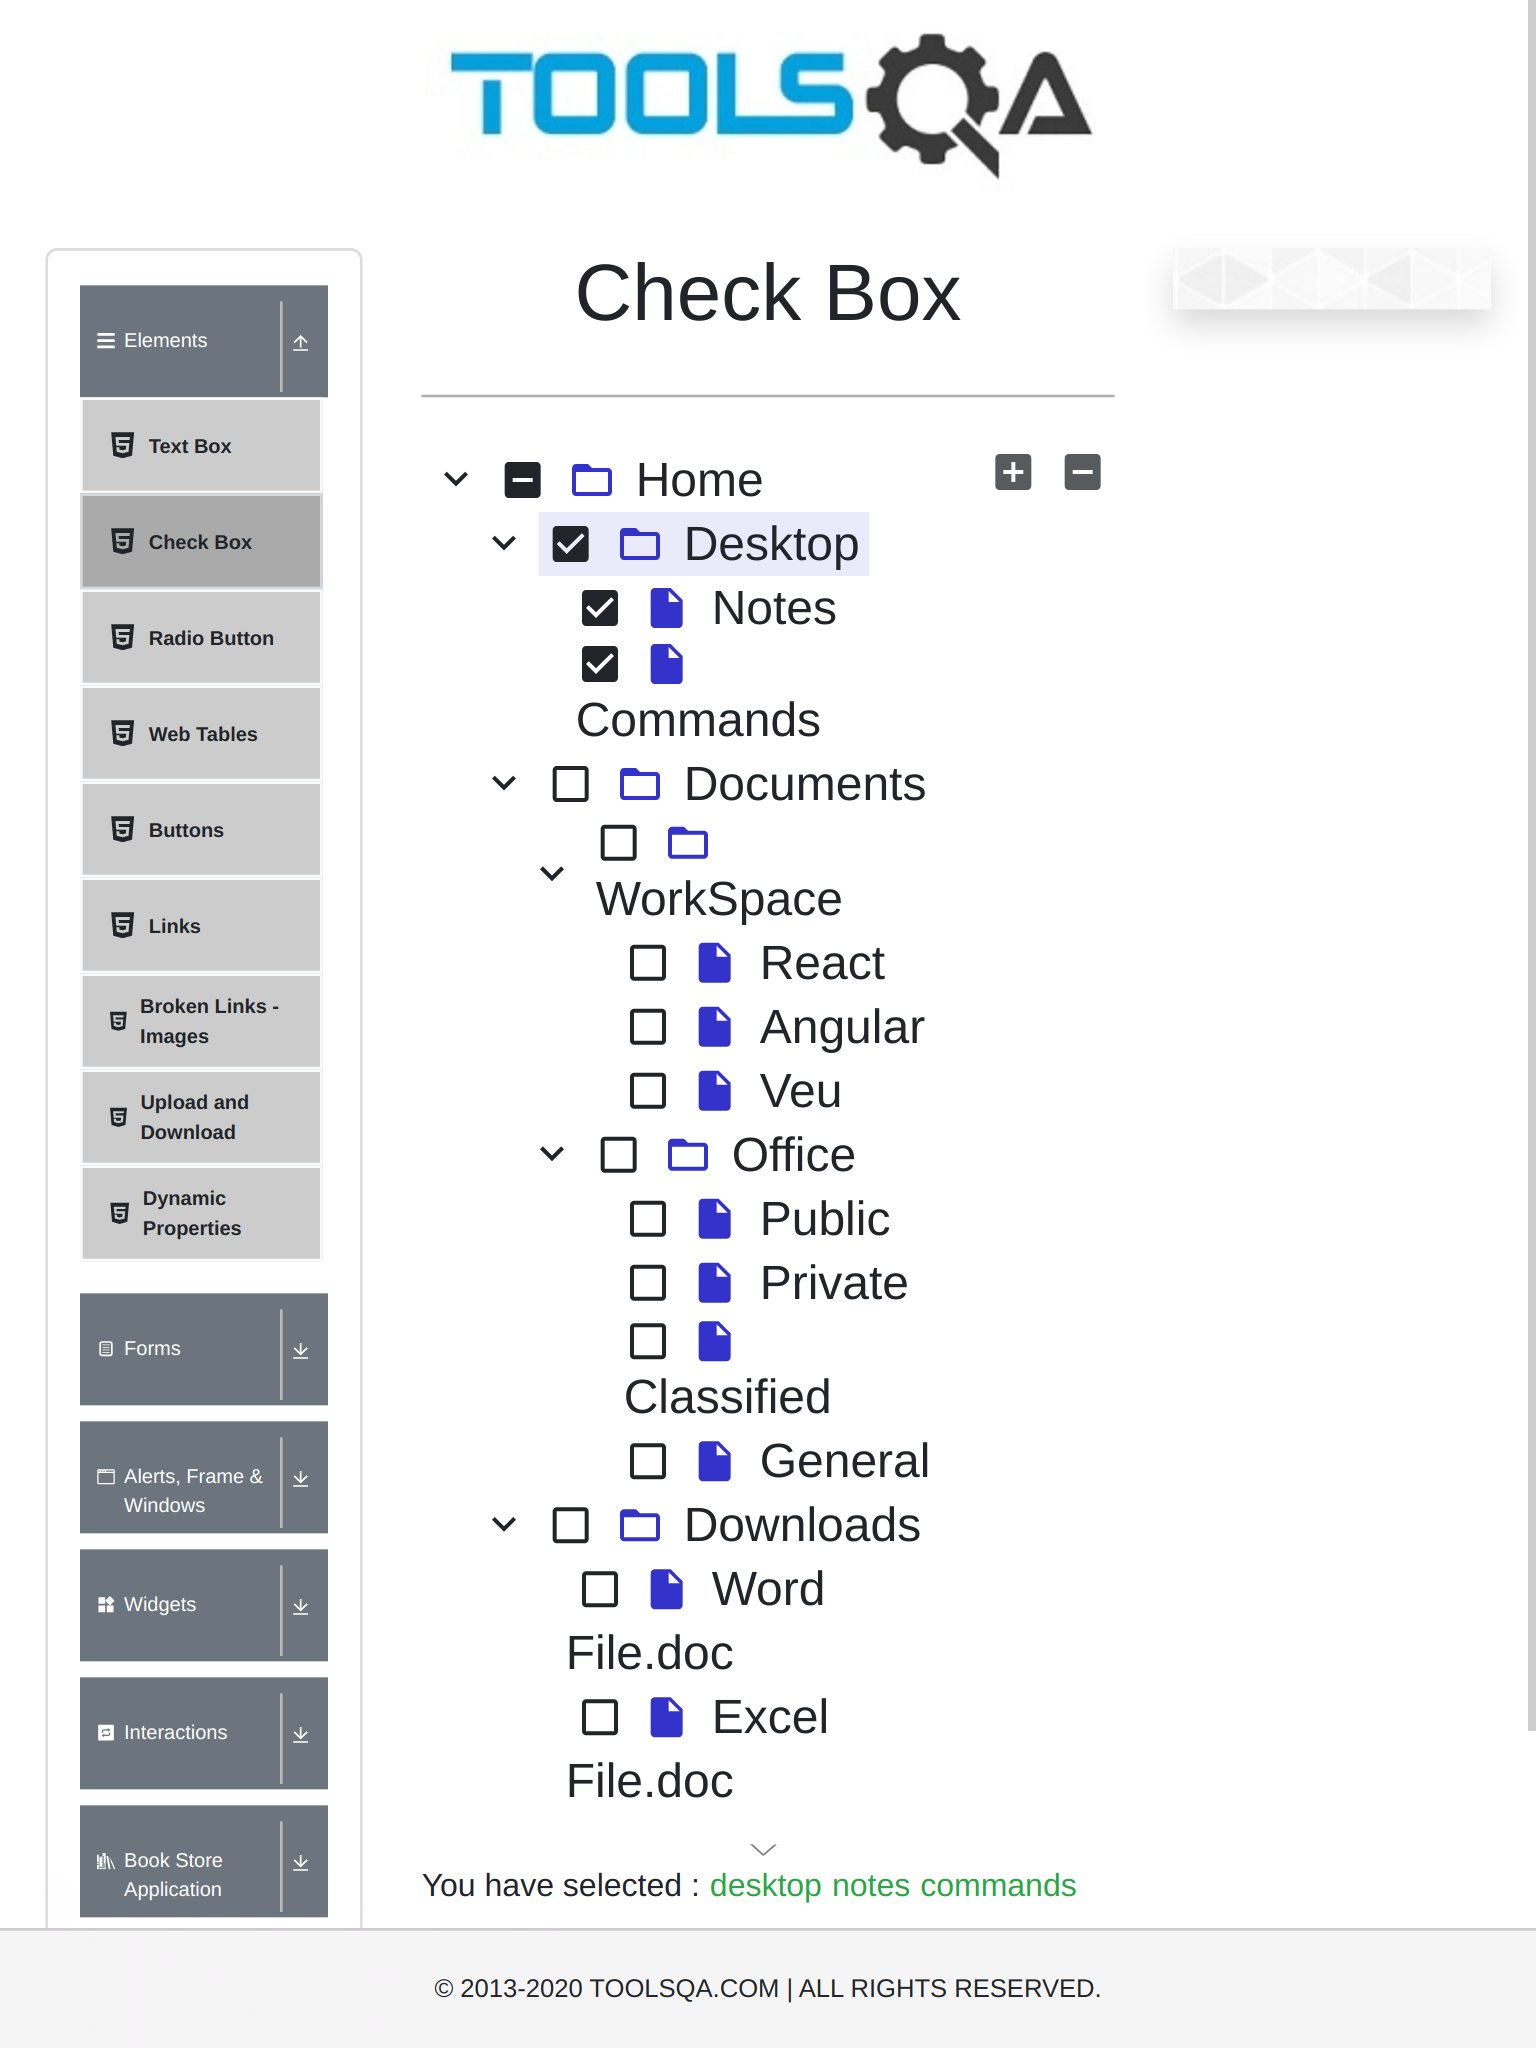 TOOLSQA
Check Box
Elements
Text Box
Check Box
Radio Button
Web Tables
Buttons
Links
Broken Links -
Images
Upload and
Download
Dynamic
Properties
Forms
Alerts, Frame &
Windows
Widgets
Interactions
Book Store
Application
Home
Desktop
Notes
Commands
Documents
WorkSpace
React
Angular
Veu
Office
Public
Private
Classified
General
Downloads
Word
File.doc
Excel
File.doc
You have selected : desktop notes commands
© 2013-2020 TOOLSQA.COM | ALL RIGHTS RESERVED.